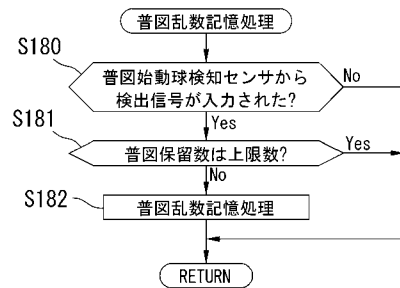 普図乱数記憶処理
S180
普図始動球検知センサから
検出信号が入力された?
No
Yes
S181
普図保留数は上限数?
Yes
No
S182
普図乱数記憶処理
RETURN